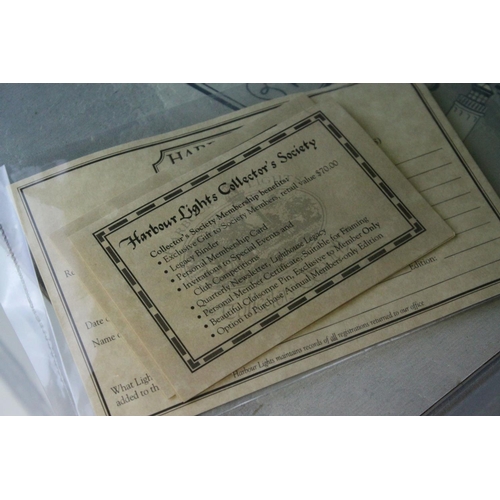 Harbour Lights Collector's Society
Collector's Society Membership benefits
• Exclusive Gift to Society Members, retail value $70.00
• Legacy Binder
• Personal Membership Card
• Invitation to Special Events and
Club Competitions
• Quarterly Newsletter, Lighthouse Legacy
• Personal Member Certificate Suitable for Framing
• Beautiful Cloisonne Pin, Exclusive to Member Only
• Option to Purchase Annual Members-only Edition
Edition:
Date
Name
What Ligh
added to th
Harbour Lights maintains records of all registrations returned to our office